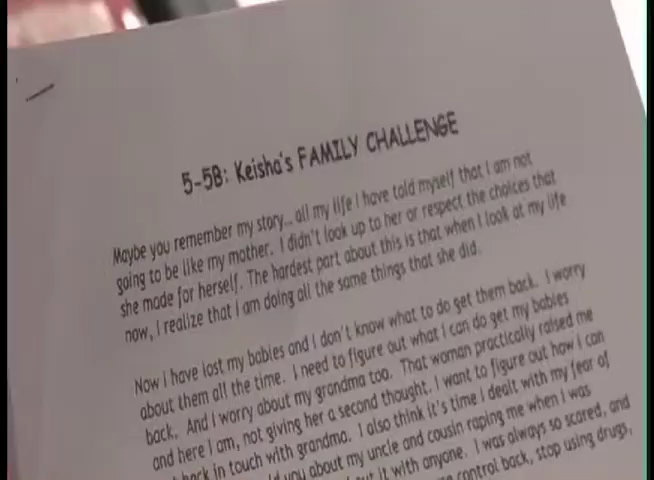 5-5B: Keisha's FAMILY CHALLENGE
Maybe you remember my story... all my life I have told myself that I am not
going to be like my mother. I didn't look up to her or respect the choices that
she made for herself. The hardest part about this is that when I look at my life
now, I realize that I am doing all the same things that she did.
Now I have lost my babies and I don't know what to do get them back. I worry
about them all the time. I need to figure out what I can do get my babies
back. And I worry about my grandma too. That woman practically raised me
and here I am, not giving her a second thought. I want to figure out how I can
back in touch with grandma. I also think it's time I dealt with my fear of
you about my uncle and cousin raping me when I was
it with anyone. I was always so scared, and
control back, stop using drugs,